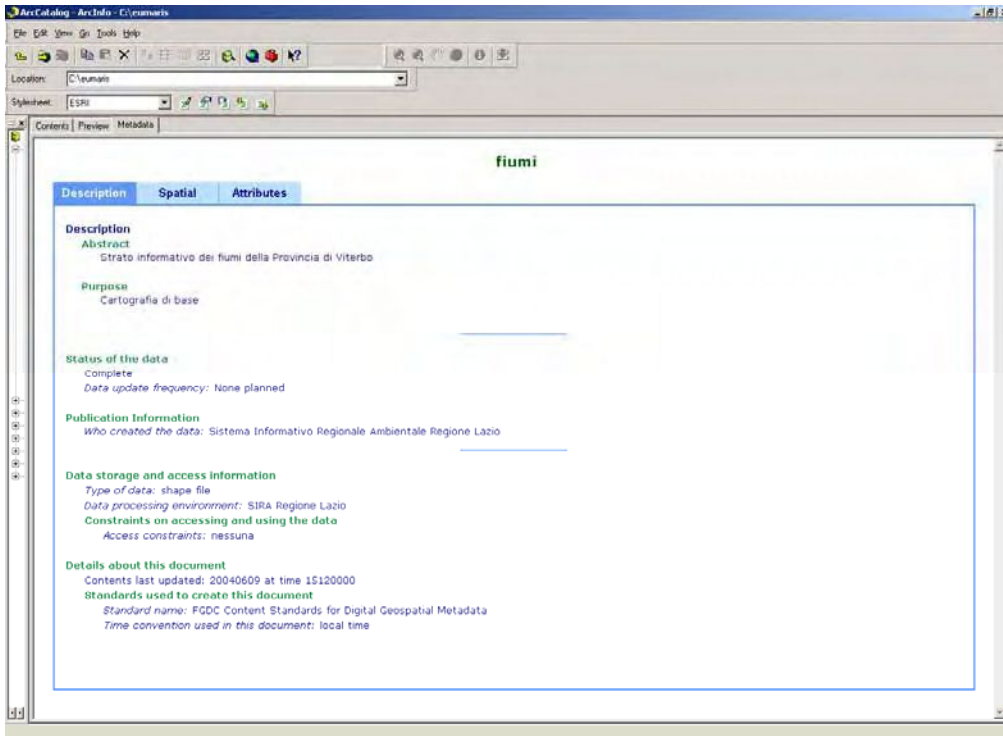 ArcCatalog - ArcInfo - C:\eumaris
File Edit View Go Tools Help
Location: C:\eumaris
Stylesheet: ESRI
Contents Preview Metadata
fiumi
Description Spatial Attributes
Description
Abstract
Strato informativo dei fiumi della Provincia di Viterbo
Purpose
Cartografia di base
Status of the data
Complete
Data update frequency: None planned
Publication Information
Who created the data: Sistema Informativo Regionale Ambientale Regione Lazio
Data storage and access information
Type of data: shape file
Data processing environment: SIRA Regione Lazio
Constraints on accessing and using the data
Access constraints: nessuna
Details about this document
Contents last updated: 20040609 at time 15120000
Standards used to create this document
Standard name: FGDC Content Standards for Digital Geospatial Metadata
Time convention used in this document: local time